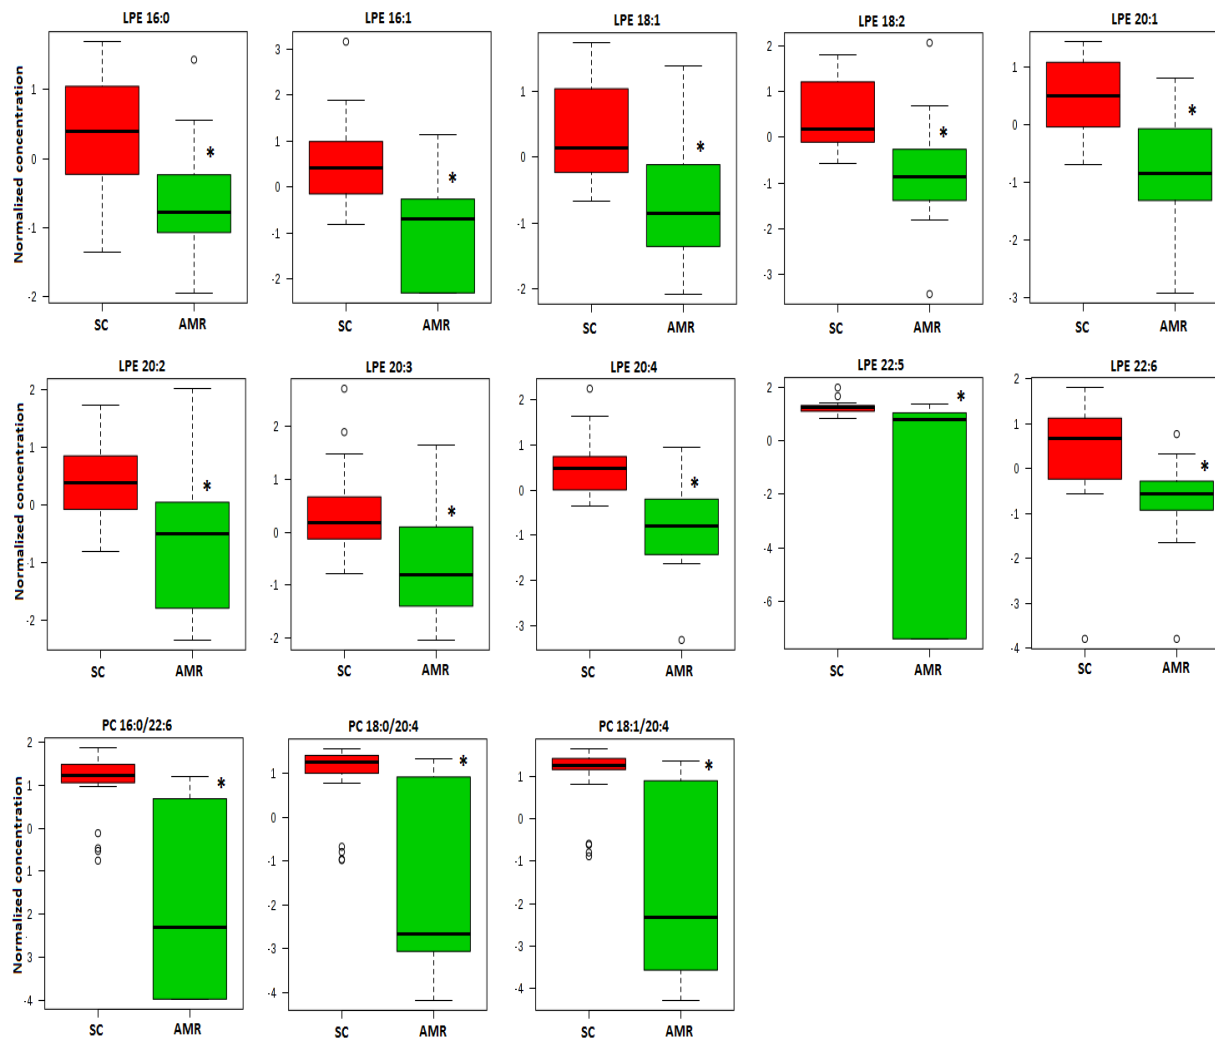 LPE 16:0
Normalized concentration
1
0
-1
-2
SC AMR
*
LPE 16:1
3
2
1
0
-1
-2
SC AMR
*
LPE 18:1
1
0
-1
-2
SC AMR
*
LPE 18:2
2
1
0
-1
-2
-3
SC AMR
*
LPE 20:1
1
0
-1
-2
-3
SC AMR
*
LPE 20:2
Normalized concentration
2
1
0
-1
-2
SC AMR
*
LPE 20:3
2
1
0
-1
-2
SC AMR
*
LPE 20:4
2
1
0
-1
-2
-3
SC AMR
*
LPE 22:5
2
0
-2
-4
-6
SC AMR
*
LPE 22:6
2
1
0
-1
-2
-3
-4
SC AMR
*
PC 16:0/22:6
Normalized concentration
2
1
0
1
2
-3
-4
SC AMR
*
PC 18:0/20:4
1
0
-1
-2
-3
-4
SC AMR
*
PC 18:1/20:4
1
0
-1
-2
-3
-4
SC AMR
*